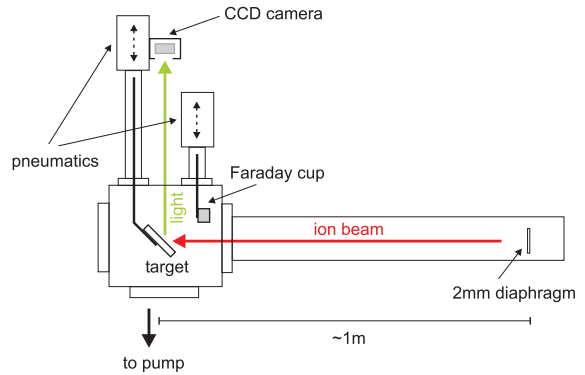 CCD camera
pneumatics
Faraday cup
light
ion beam
target
2mm diaphragm
~1m
to pump